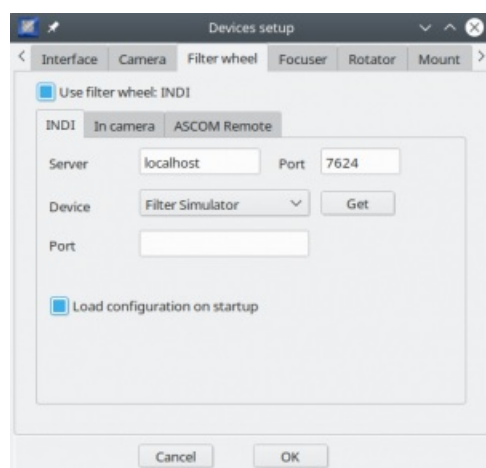 Devices setup
Interface Camera Filter wheel Focuser Rotator Mount
Use filter wheel: INDI
INDI In camera ASCOM Remote
Server localhost Port 7624
Device Filter Simulator Get
Port
Load configuration on startup
Cancel OK